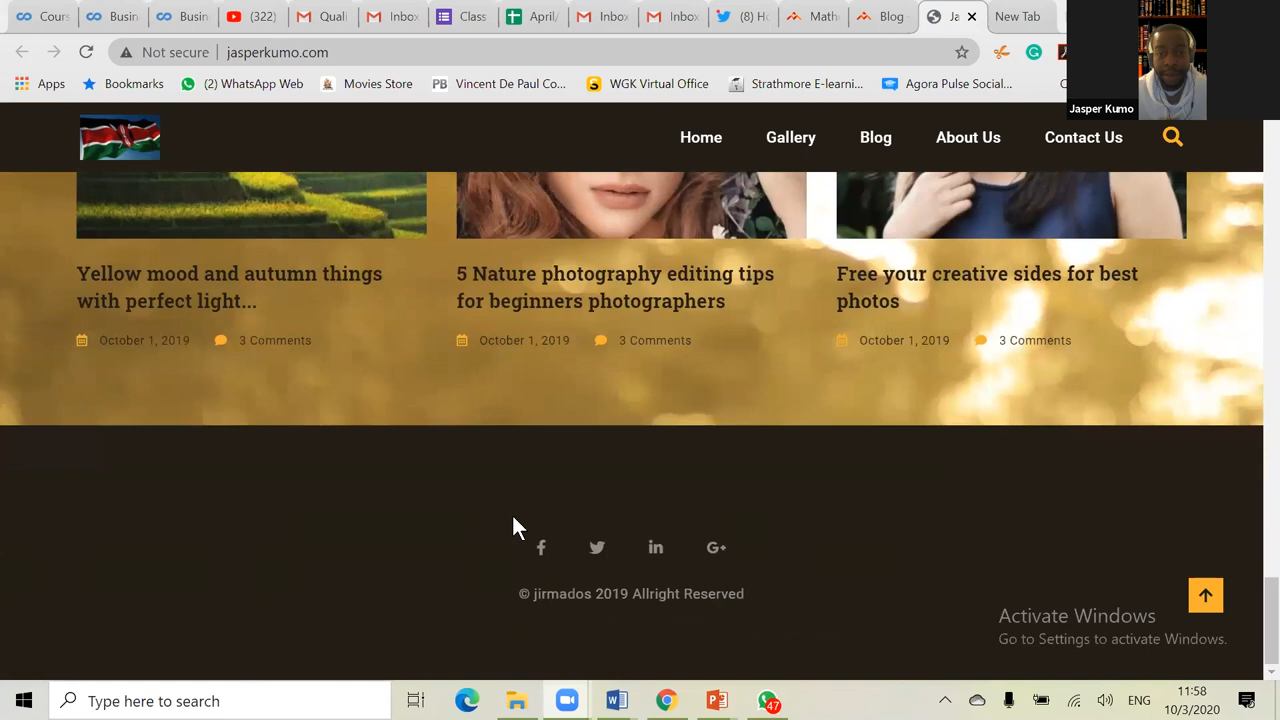 Cours
Busin
Busin
(322)
Quali
Inbox
Class
April/
Inbox
Inbox
(8) H
Math
Blog
Ja
New Tab
Not secure
jasperkumo.com
Apps
Bookmarks
(2) WhatsApp Web
Movies Store
PB Vincent De Paul Co...
WGK Virtual Office
Strathmore E-learni...
Agora Pulse Social...
Jasper Kumo
Home
Gallery
Blog
About Us
Contact Us
Yellow mood and autumn things
with perfect light...
October 1, 2019
3 Comments
5 Nature photography editing tips
for beginners photographers
October 1, 2019
3 Comments
Free your creative sides for best
photos
October 1, 2019
3 Comments
© jirmados 2019 Allright Reserved
Activate Windows
Go to Settings to activate Windows.
Type here to search
47
ENG
11:58
10/3/2020